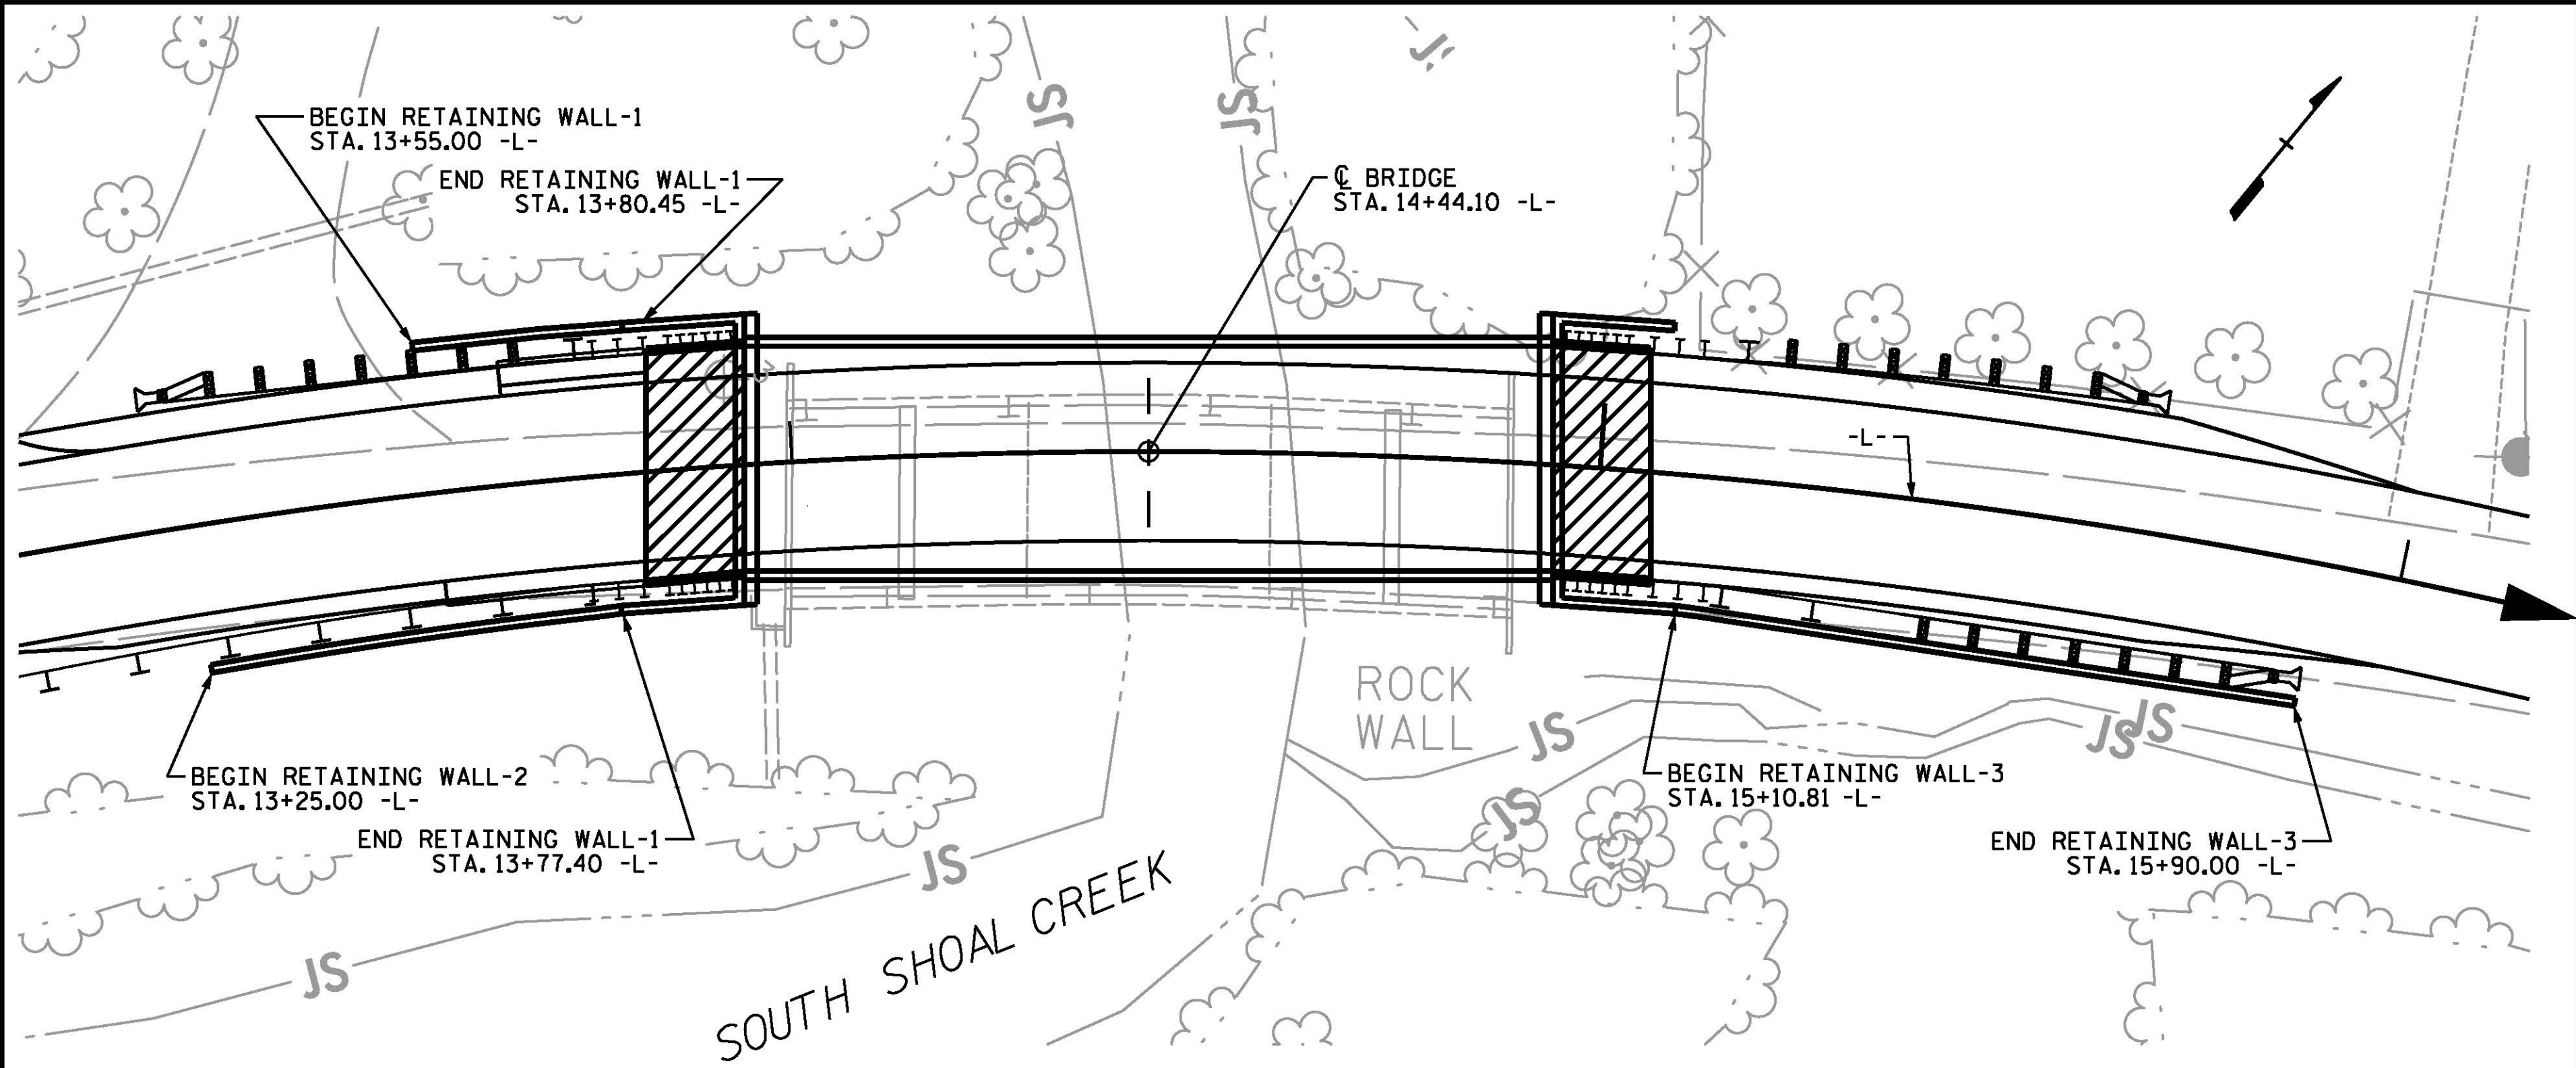 BEGIN RETAINING WALL-1
STA. 13+55.00 -L-
END RETAINING WALL-1
STA. 13+80.45 -L-
JS
JS
J.
℄ BRIDGE
STA. 14+44.10 -L-
-L-
ROCK
WALL
JS
JS
JS
JS
BEGIN RETAINING WALL-2
STA. 13+25.00 -L-
END RETAINING WALL-1
STA. 13+77.40 -L-
BEGIN RETAINING WALL-3
STA. 15+10.81 -L-
END RETAINING WALL-3
STA. 15+90.00 -L-
JS
JS
SOUTH SHOAL CREEK